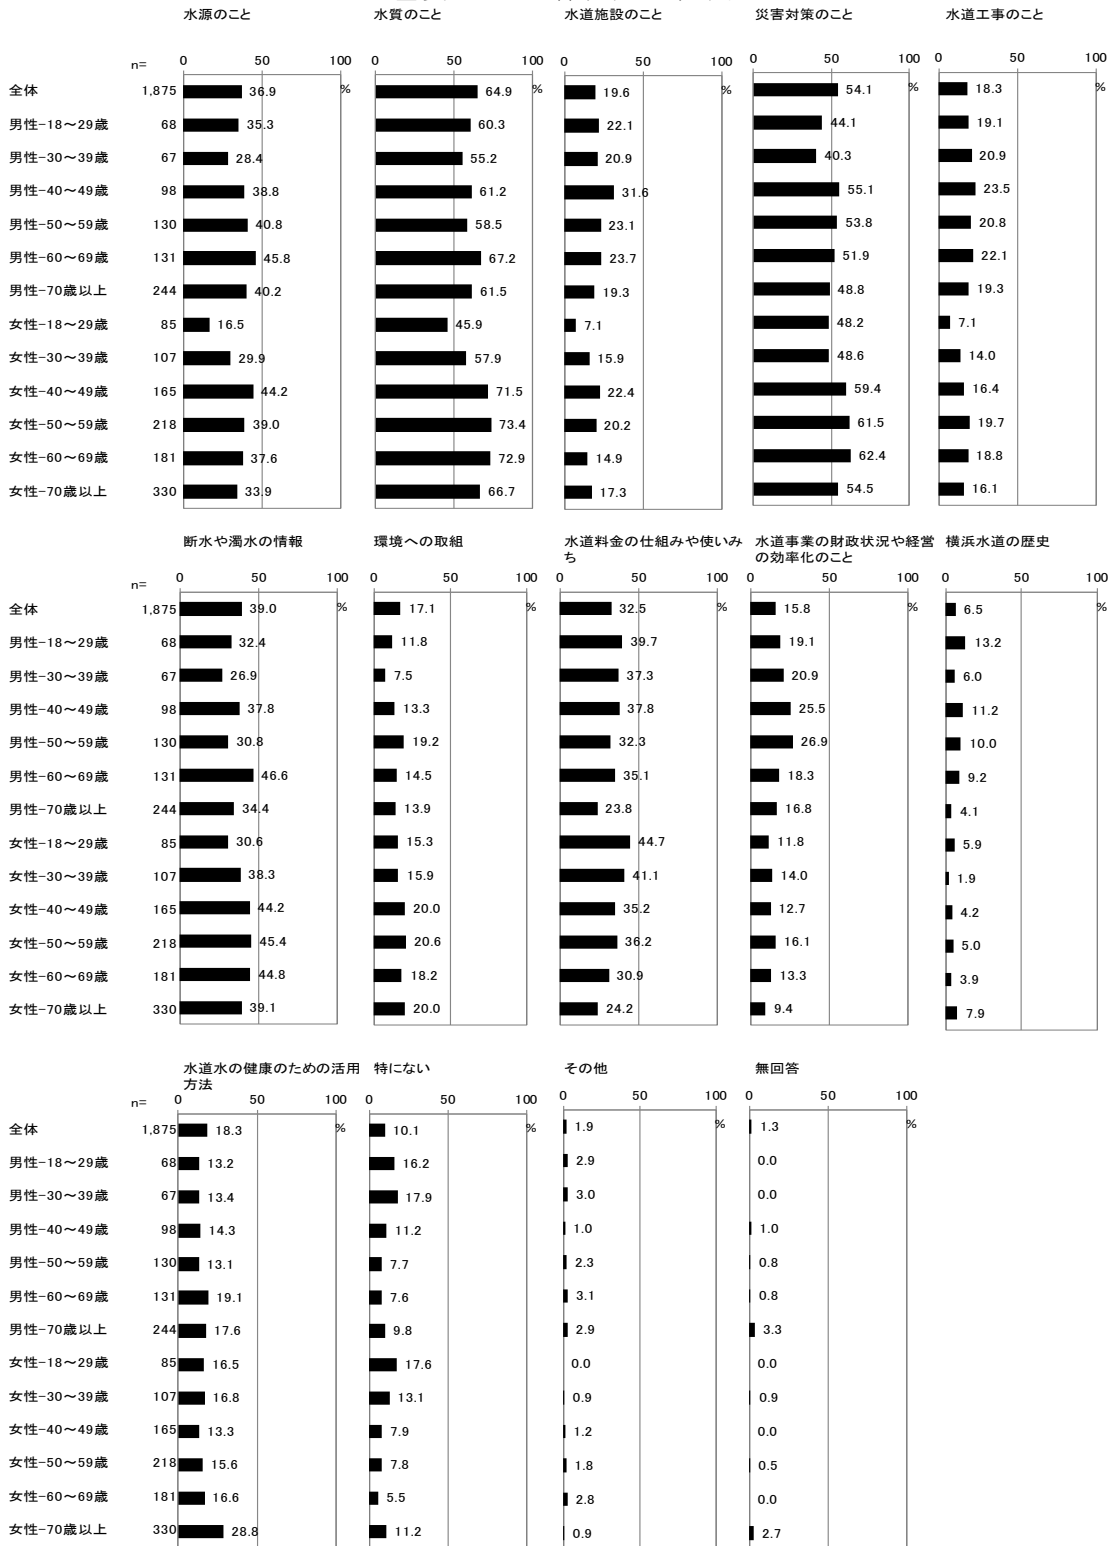 水源のこと 水質のこと 水道施設のこと 災害対策のこと 水道工事のこと
n= 0 50 100 0 50 100 0 50 100 0 50 100 0 50 100
全体 1,875 36.9 % 64.9 % 19.6 % 54.1 % 18.3 %
男性-18～29歳 68 35.3 60.3 22.1 44.1 19.1
男性-30～39歳 67 28.4 55.2 20.9 40.3 20.9
男性-40～49歳 98 38.8 61.2 31.6 55.1 23.5
男性-50～59歳 130 40.8 58.5 23.1 53.8 20.8
男性-60～69歳 131 45.8 67.2 23.7 51.9 22.1
男性-70歳以上 244 40.2 61.5 19.3 48.8 19.3
女性-18～29歳 85 16.5 45.9 7.1 48.2 7.1
女性-30～39歳 107 29.9 57.9 15.9 48.6 14.0
女性-40～49歳 165 44.2 71.5 22.4 59.4 16.4
女性-50～59歳 218 39.0 73.4 20.2 61.5 19.7
女性-60～69歳 181 37.6 72.9 14.9 62.4 18.8
女性-70歳以上 330 33.9 66.7 17.3 54.5 16.1
断水や濁水の情報 環境への取組 水道料金の仕組みや使いみ 水道事業の財政状況や経営 横浜水道の歴史
ち の効率化のこと
n= 0 50 100 0 50 100 0 50 100 0 50 100 0 50 100
全体 1,875 39.0 % 17.1 % 32.5 % 15.8 % 6.5 %
男性-18～29歳 68 32.4 11.8 39.7 19.1 13.2
男性-30～39歳 67 26.9 7.5 37.3 20.9 6.0
男性-40～49歳 98 37.8 13.3 37.8 25.5 11.2
男性-50～59歳 130 30.8 19.2 32.3 26.9 10.0
男性-60～69歳 131 46.6 14.5 35.1 18.3 9.2
男性-70歳以上 244 34.4 13.9 23.8 16.8 4.1
女性-18～29歳 85 30.6 15.3 44.7 11.8 5.9
女性-30～39歳 107 38.3 15.9 41.1 14.0 1.9
女性-40～49歳 165 44.2 20.0 35.2 12.7 4.2
女性-50～59歳 218 45.4 20.6 36.2 16.1 5.0
女性-60～69歳 181 44.8 18.2 30.9 13.3 3.9
女性-70歳以上 330 39.1 20.0 24.2 9.4 7.9
水道水の健康のための活用 特にない その他 無回答
方法
n= 0 50 100 0 50 100 0 50 100 0 50 100
全体 1,875 18.3 % 10.1 % 1.9 % 1.3 %
男性-18～29歳 68 13.2 16.2 2.9 0.0
男性-30～39歳 67 13.4 17.9 3.0 0.0
男性-40～49歳 98 14.3 11.2 1.0 1.0
男性-50～59歳 130 13.1 7.7 2.3 0.8
男性-60～69歳 131 19.1 7.6 3.1 0.8
男性-70歳以上 244 17.6 9.8 2.9 3.3
女性-18～29歳 85 16.5 17.6 0.0 0.0
女性-30～39歳 107 16.8 13.1 0.9 0.9
女性-40～49歳 165 13.3 7.9 1.2 0.0
女性-50～59歳 218 15.6 7.8 1.8 0.5
女性-60～69歳 181 16.6 5.5 2.8 0.0
女性-70歳以上 330 28.8 11.2 0.9 2.7